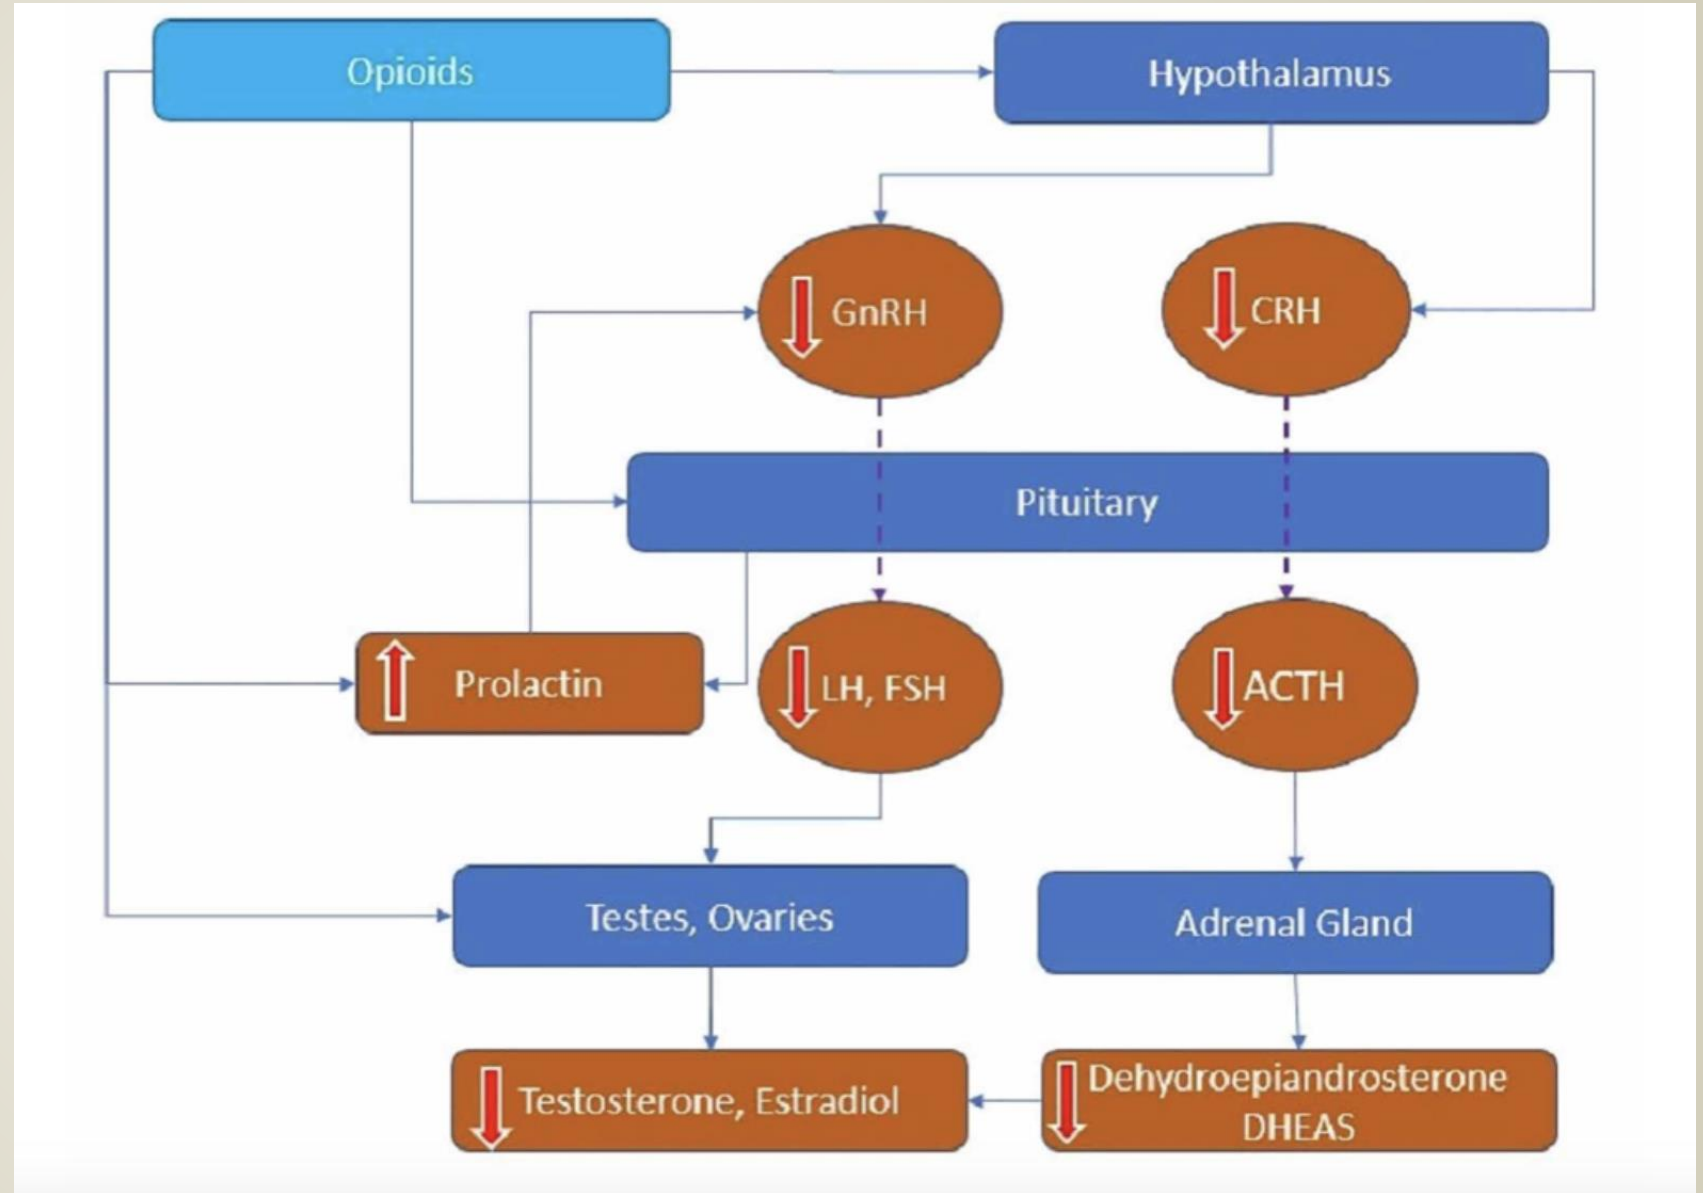 Opioids
Hypothalamus
GnRH
CRH
Pituitary
Prolactin
LH, FSH
ACTH
Testes, Ovaries
Adrenal Gland
Testosterone, Estradiol
Dehydroepiandrosterone
DHEAS